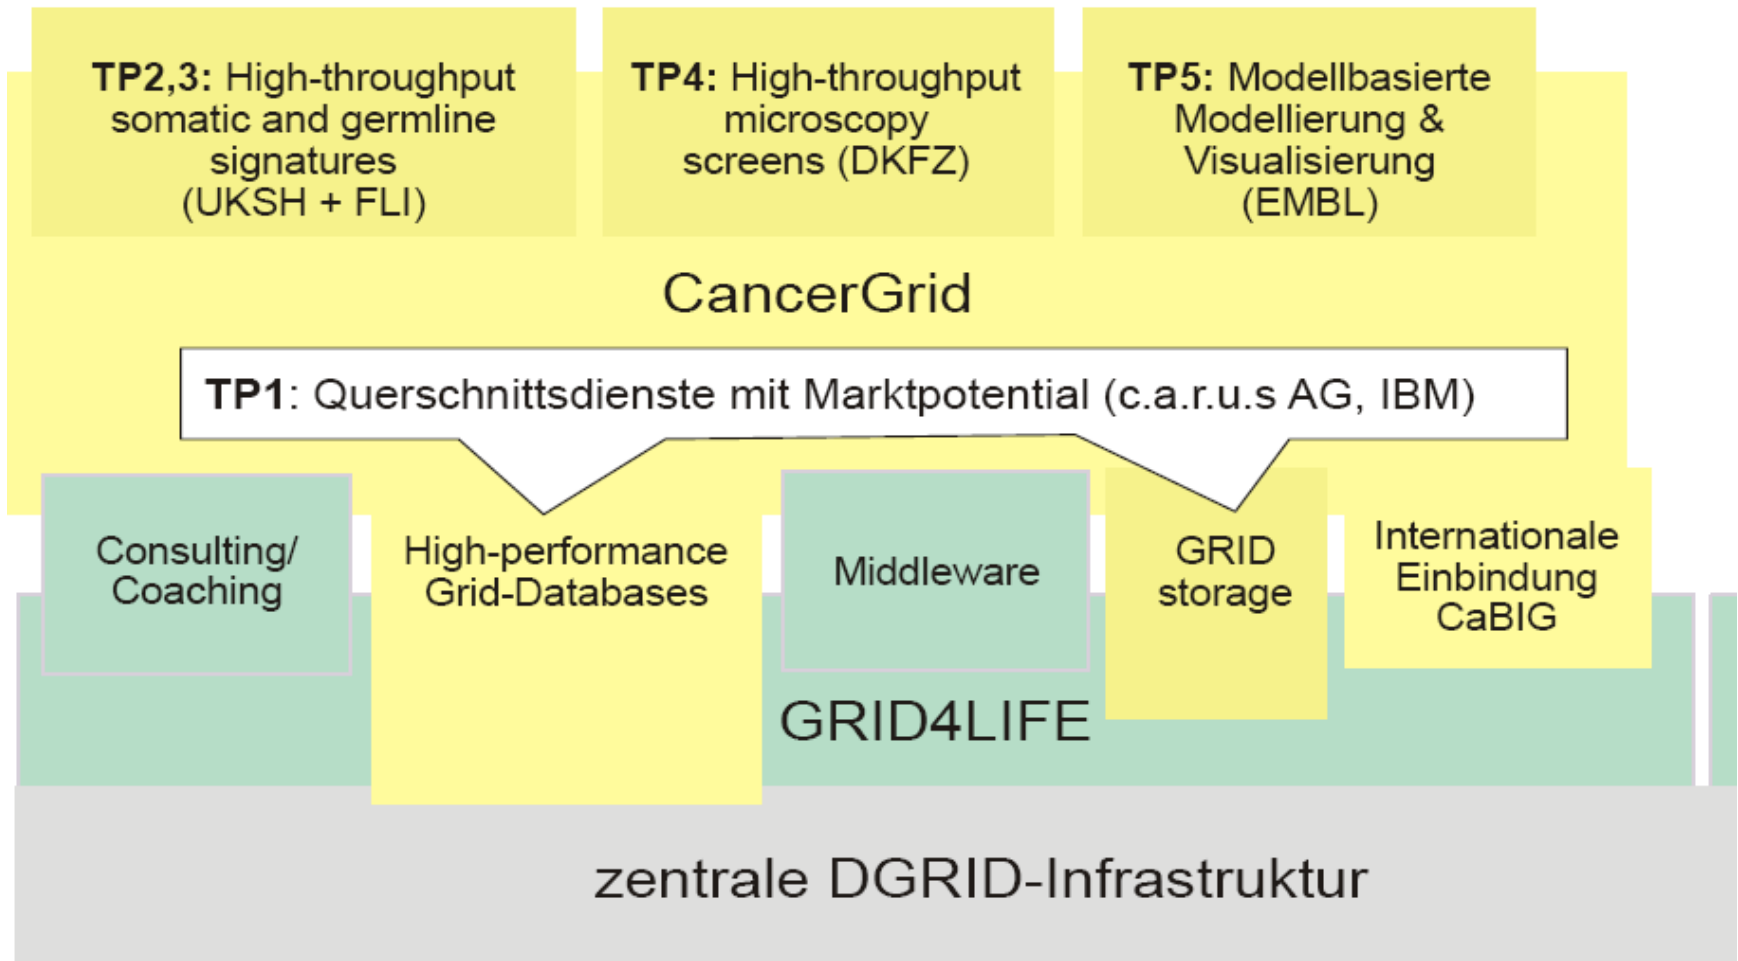 TP2,3: High-throughput
somatic and germline
signatures
(UKSH + FLI)
TP4: High-throughput
microscopy
screens (DKFZ)
TP5: Modellbasierte
Modellierung &
Visualisierung
(EMBL)
CancerGrid
TP1: Querschnittsdienste mit Marktpotential (c.a.r.u.s AG, IBM)
Consulting/
Coaching
High-performance
Grid-Databases
Middleware
GRID
storage
Internationale
Einbindung
CaBIG
GRID4LIFE
zentrale DGRID-Infrastruktur